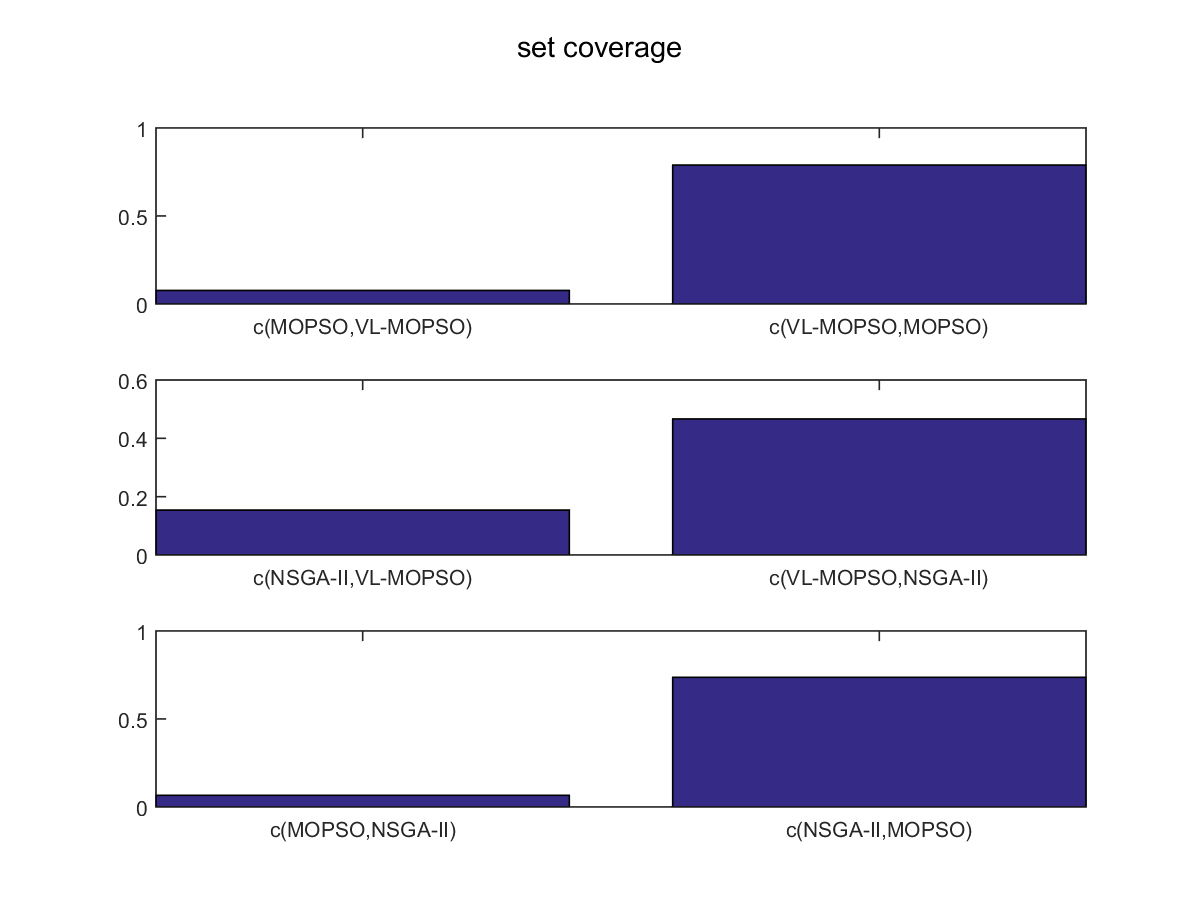 set coverage
1
0.5
0
c(MOPSO,VL-MOPSO) c(VL-MOPSO,MOPSO)
0.6
0.4
0.2
0
c(NSGA-II,VL-MOPSO) c(VL-MOPSO,NSGA-II)
1
0.5
0
c(MOPSO,NSGA-II) c(NSGA-II,MOPSO)